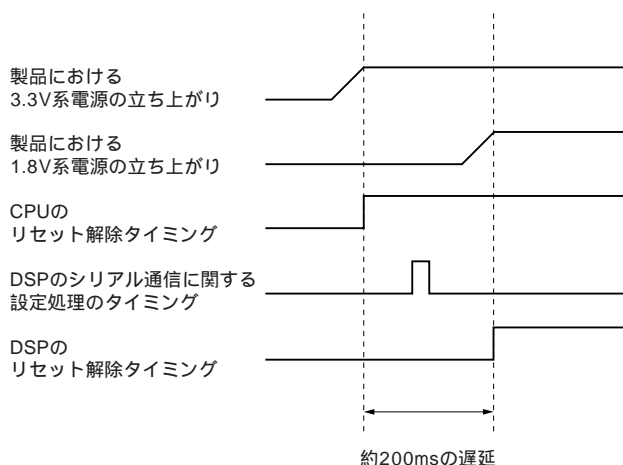 製品における
3.3V系電源の立ち上がり
製品における
1.8V系電源の立ち上がり
CPUの
リセット解除タイミング
DSPのシリアル通信に関する
設定処理のタイミング
DSPの
リセット解除タイミング
約200msの遅延